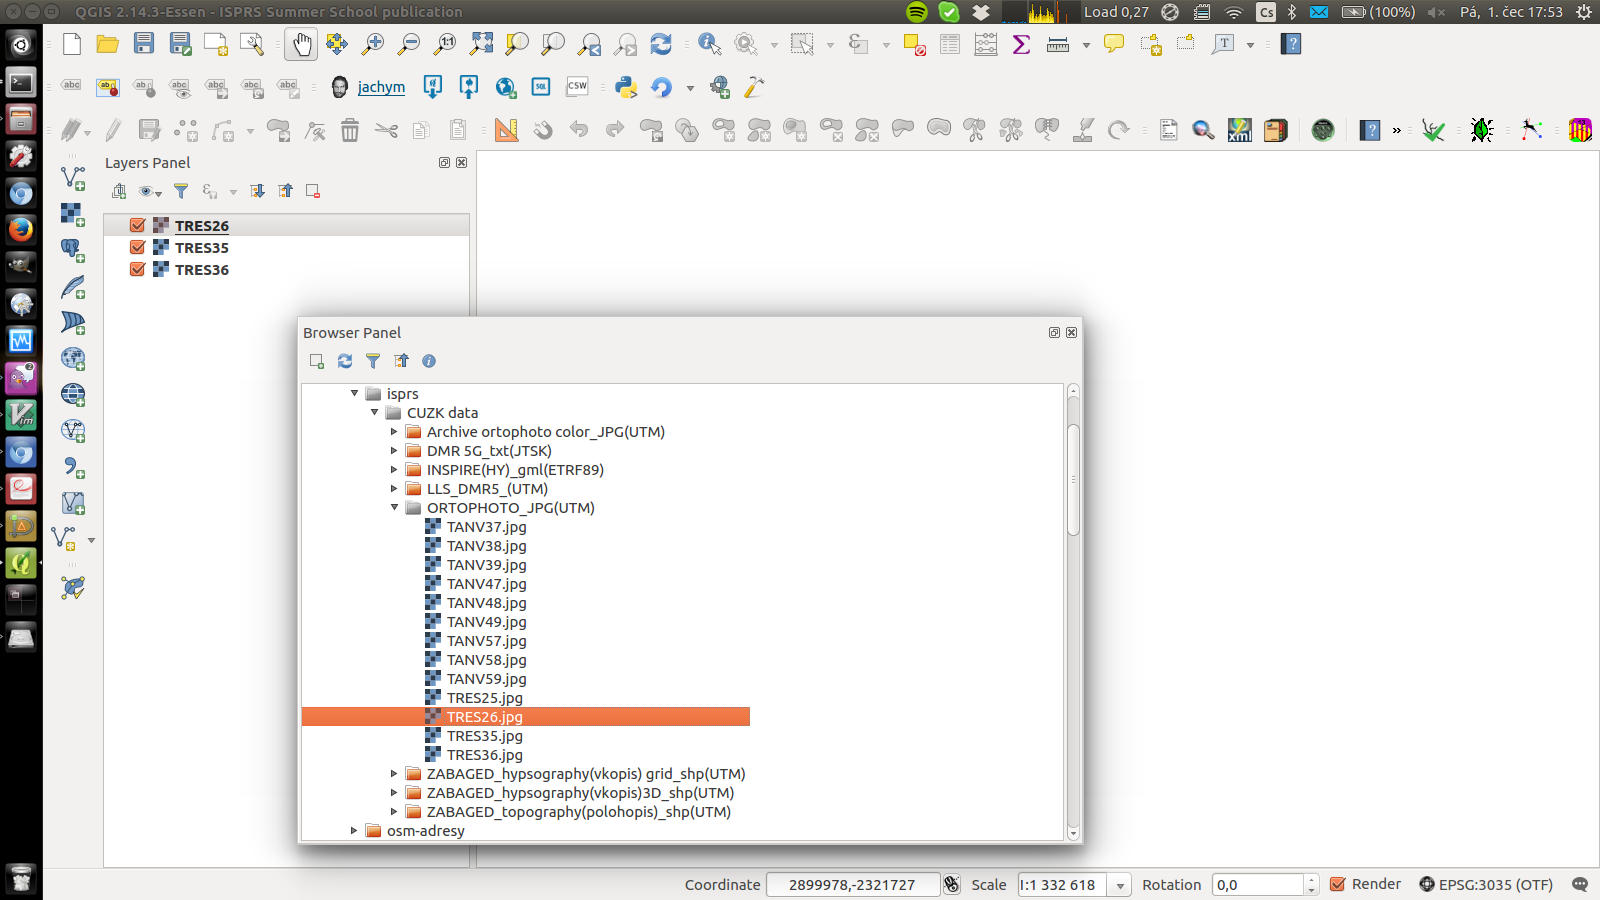 QGIS 2.14.3-Essen - ISPRS Summer School publication
Load 0,27
Cs
(100%)
Pá, 1. čec 17:53
jachym
SQL
CSW
xml
»
Layers Panel
TRES26
TRES35
TRES36
Browser Panel
isprs
CUZK data
Archive ortophoto color_JPG(UTM)
DMR 5G_txt(JTSK)
INSPIRE(HY)_gml(ETRF89)
LLS_DMR5_(UTM)
ORTOPHOTO_JPG(UTM)
TANV37.jpg
TANV38.jpg
TANV39.jpg
TANV47.jpg
TANV48.jpg
TANV49.jpg
TANV57.jpg
TANV58.jpg
TANV59.jpg
TRES25.jpg
TRES26.jpg
TRES35.jpg
TRES36.jpg
ZABAGED_hypsography(vkopis) grid_shp(UTM)
ZABAGED_hypsography(vkopis)3D_shp(UTM)
ZABAGED_topography(polohopis)_shp(UTM)
osm-adresy
Coordinate 2899978,-2321727 Scale 1:1 332 618 Rotation 0,0 Render EPSG:3035 (OTF)